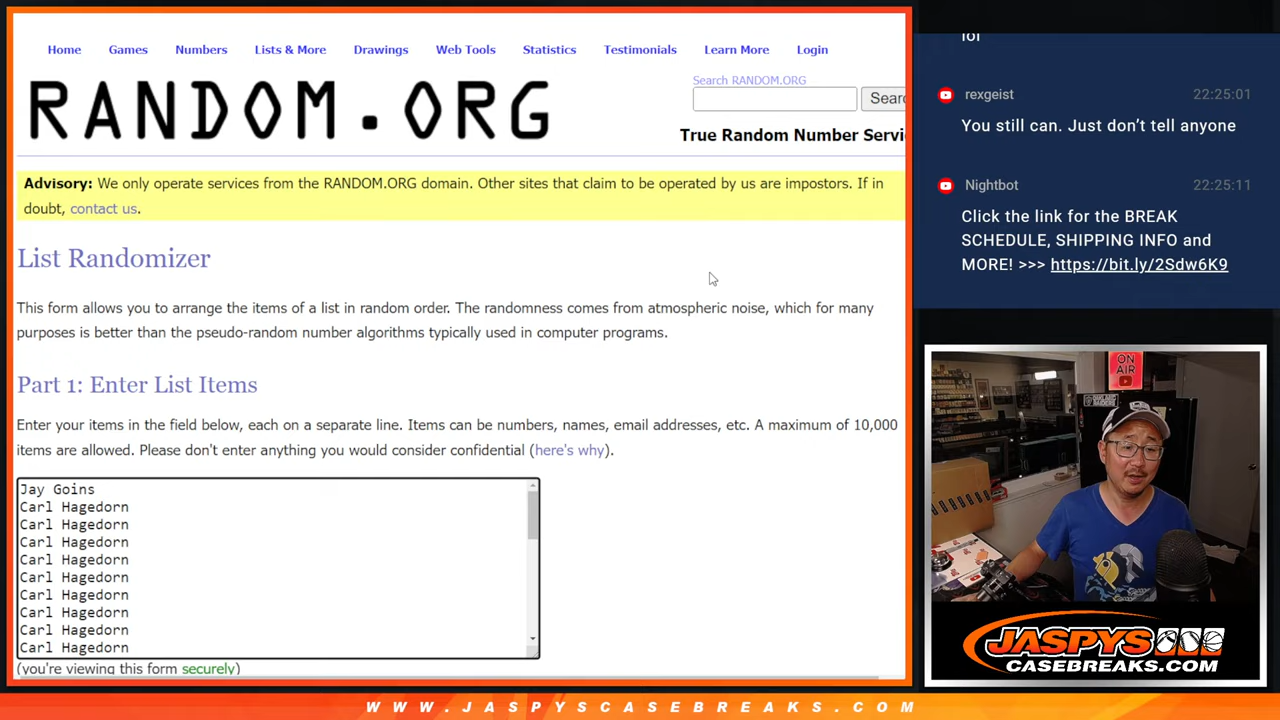 Home Games Numbers Lists & More Drawings Web Tools Statistics Testimonials Learn More Login
RANDOM.ORG
Search RANDOM.ORG
Searc
True Random Number Servi
Advisory: We only operate services from the RANDOM.ORG domain. Other sites that claim to be operated by us are impostors. If in
doubt, contact us.
List Randomizer
This form allows you to arrange the items of a list in random order. The randomness comes from atmospheric noise, which for many
purposes is better than the pseudo-random number algorithms typically used in computer programs.
Part 1: Enter List Items
Enter your items in the field below, each on a separate line. Items can be numbers, names, email addresses, etc. A maximum of 10,000
items are allowed. Please don't enter anything you would consider confidential (here's why).
Jay Goins
Carl Hagedorn
Carl Hagedorn
Carl Hagedorn
Carl Hagedorn
Carl Hagedorn
Carl Hagedorn
Carl Hagedorn
Carl Hagedorn
Carl Hagedorn
(you're viewing this form securely)
lol
rexgeist 22:25:01
You still can. Just don’t tell anyone
Nightbot 22:25:11
Click the link for the BREAK
SCHEDULE, SHIPPING INFO and
MORE! >>> https://bit.ly/2Sdw6K9
ON
AIR
JASPYS
CASEBREAKS.COM
WWW.JASPYSCASEBREAKS.COM